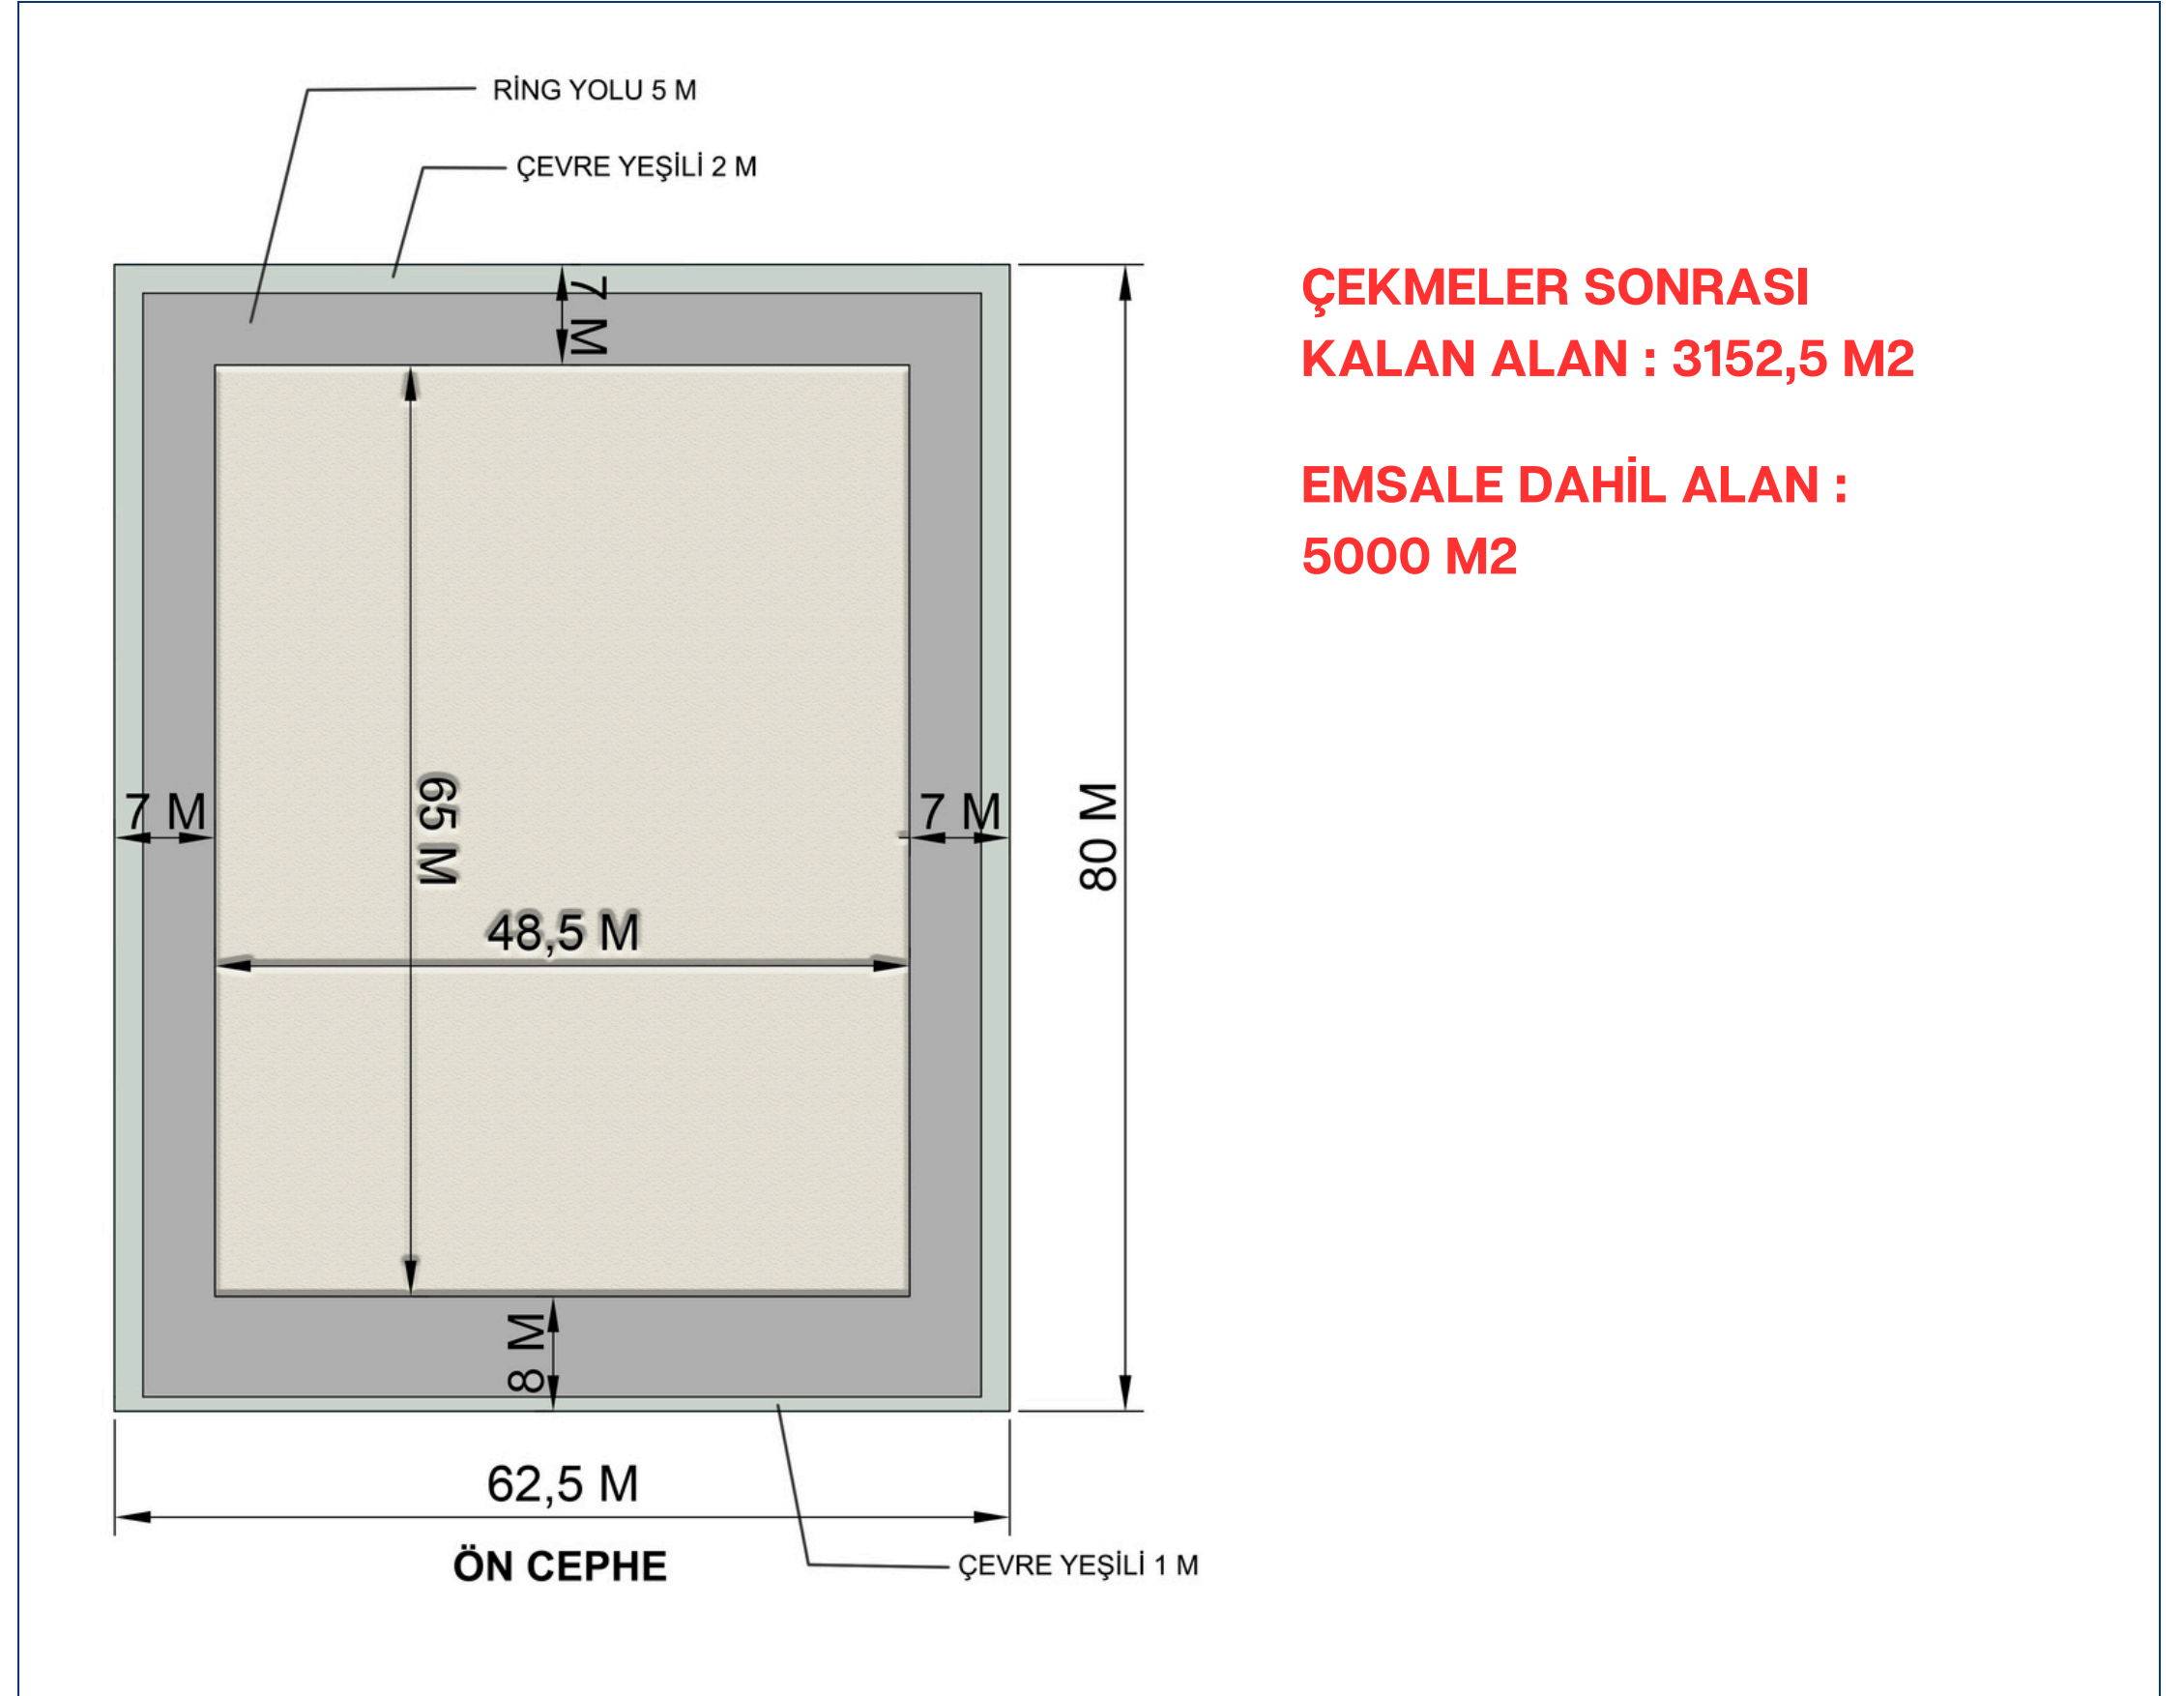 RİNG YOLU 5 M
ÇEVRE YEŞİLİ 2 M
7 M
ÇEKMELER SONRASI
KALAN ALAN : 3152,5 M2
EMSALE DAHİL ALAN :
5000 M2
7 M
65 M
7 M
80 M
48,5 M
8 M
62,5 M
ÖN CEPHE
ÇEVRE YEŞİLİ 1 M